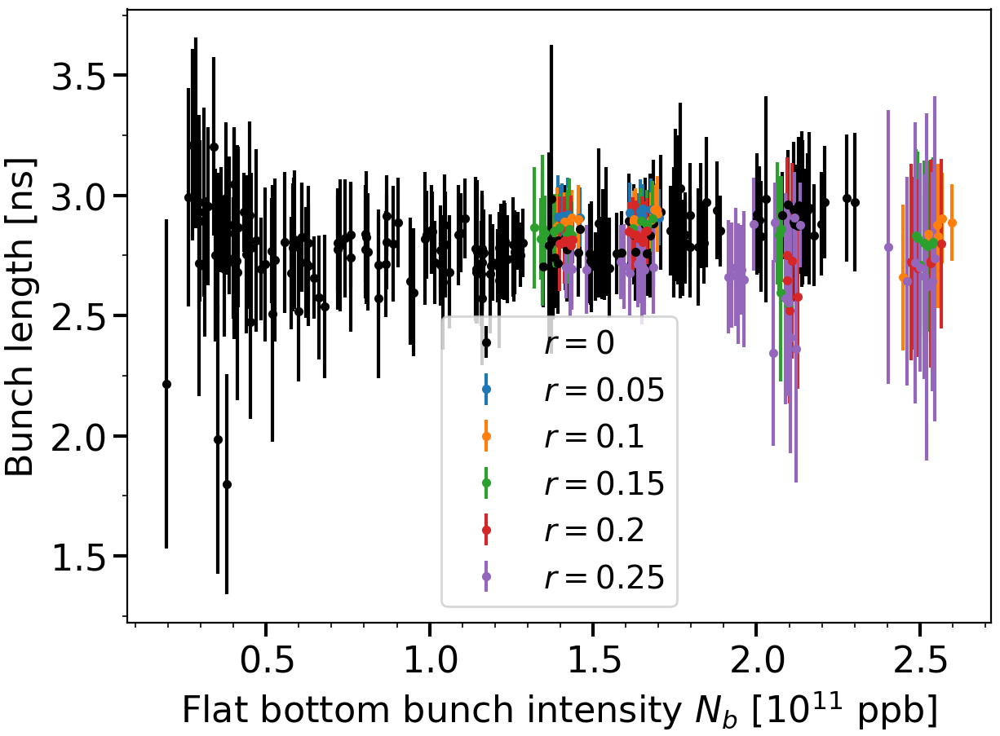 Bunch length [ns]
3.5
3.0
2.5
2.0
1.5
r = 0
r = 0.05
r = 0.1
r = 0.15
r = 0.2
r = 0.25
0.5 1.0 1.5 2.0 2.5
Flat bottom bunch intensity N_b [10^{11} ppb]